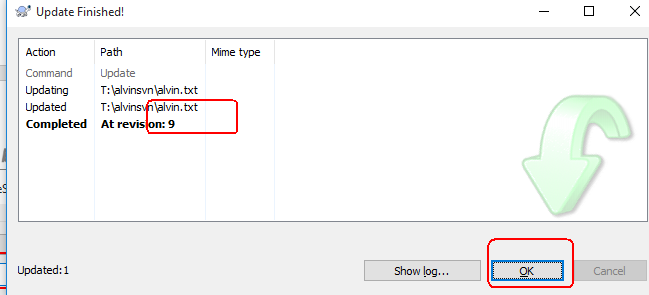 Update Finished!
Action Path Mime type
Command Update
Updating T:\alvinsvn\alvin.txt
Updated T:\alvinsvn\alvin.txt
Completed At revision: 9
Updated:1 Show log... OK Cancel